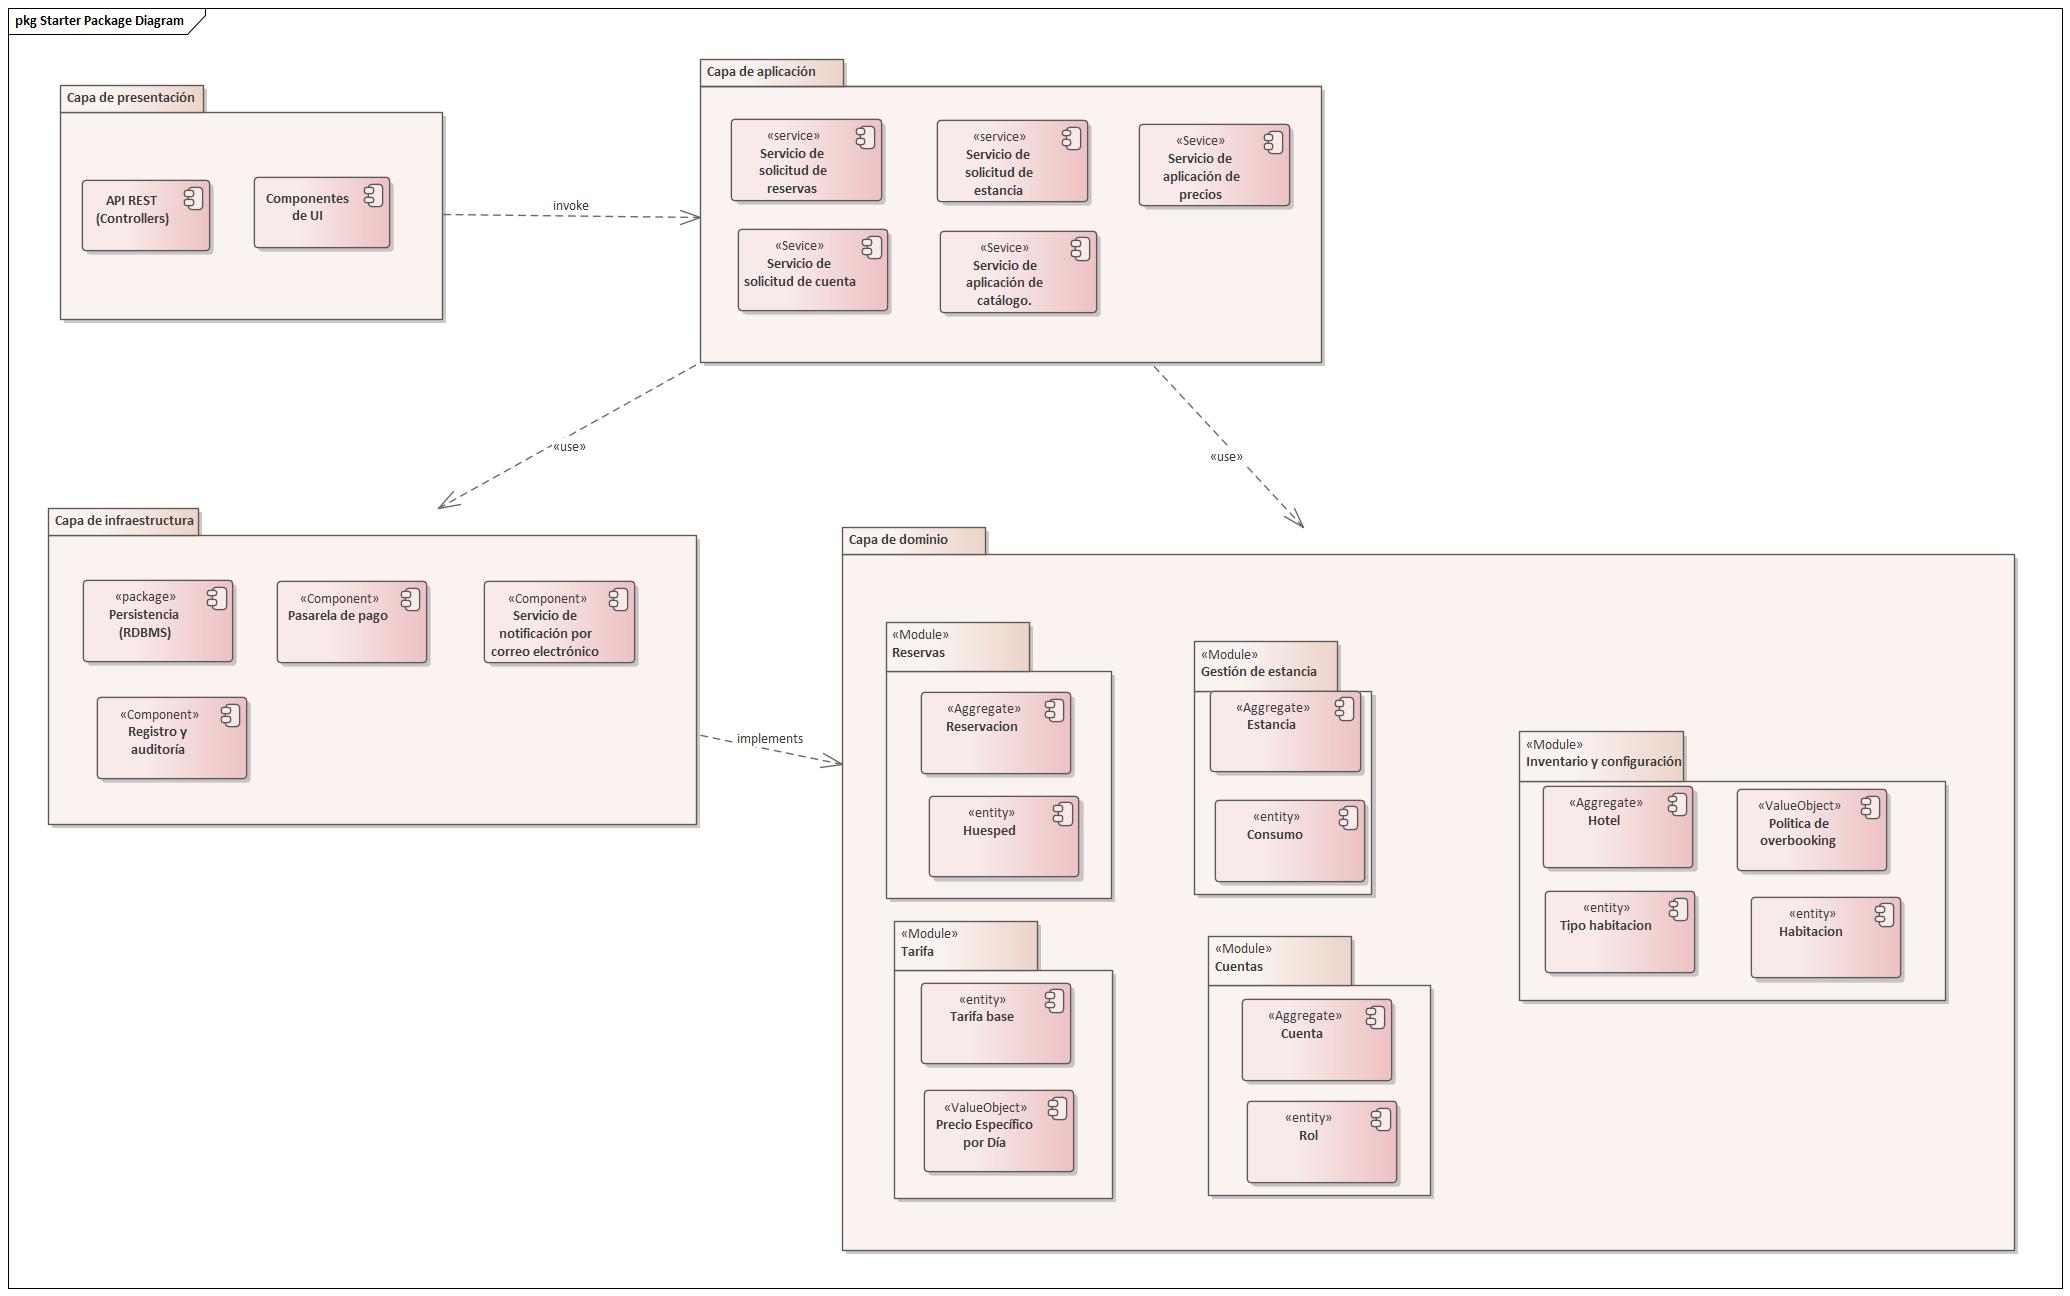 pkg Starter Package Diagram
Capa de presentación
API REST
(Controllers)
Componentes
de UI
invoke
Capa de aplicación
«service»
Servicio de
solicitud de
reservas
«service»
Servicio de
solicitud de
estancia
«Sevice»
Servicio de
aplicación de
precios
«Sevice»
Servicio de
solicitud de cuenta
«Sevice»
Servicio de
aplicación de
catálogo.
«use»
«use»
Capa de infraestructura
«package»
Persistencia
(RDBMS)
«Component»
Pasarela de pago
«Component»
Servicio de
notificación por
correo electrónico
«Component»
Registro y
auditoría
implements
Capa de dominio
«Module»
Reservas
«Aggregate»
Reservacion
«entity»
Huesped
«Module»
Gestión de estancia
«Aggregate»
Estancia
«entity»
Consumo
«Module»
Inventario y configuración
«Aggregate»
Hotel
«ValueObject»
Politica de
overbooking
«entity»
Tipo habitacion
«entity»
Habitacion
«Module»
Tarifa
«entity»
Tarifa base
«ValueObject»
Precio Específico
por Día
«Module»
Cuentas
«Aggregate»
Cuenta
«entity»
Rol